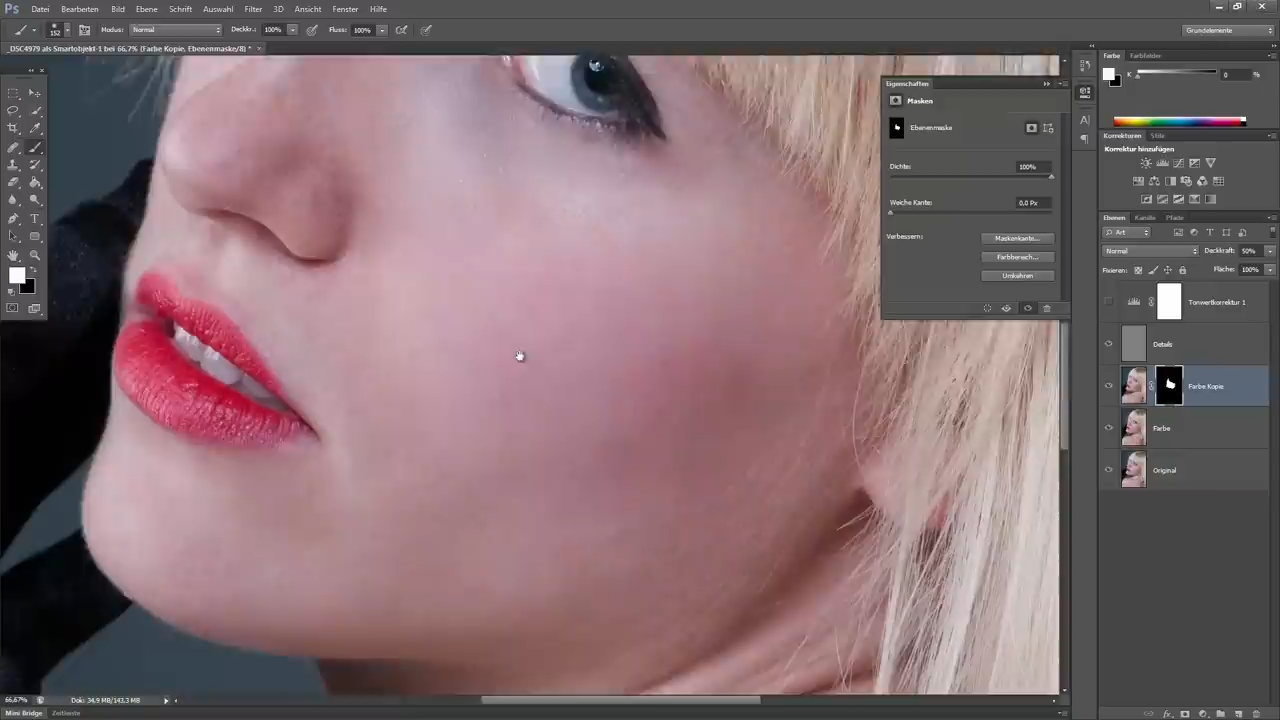 Ps Datei Bearbeiten Bild Ebene Schrift Auswahl Filter 3D Ansicht Fenster Hilfe
152 Modus: Normal Deckkr.: 100% Fluss: 100% Grundelemente
_DSC4979 als Smartobjekt-1 bei 66,7% (Farbe Kopie, Ebenenmaske/8) * ×
Farbe Farbfelder
K 0 %
Eigenschaften
Masken
Ebenenmaske
Dichte: 100%
Weiche Kante: 0,0 Px
Verbessern: Maskenkante...
Farbbereich...
Umkehren
Korrekturen Stile
Korrektur hinzufügen
Ebenen Kanäle Pfade
Art
Normal Deckkraft: 50%
Fixieren: Fläche: 100%
Tonwertkorrektur 1
Details
Farbe Kopie
Farbe
Original
66,67% Dok: 34,9 MB/143,3 MB
Mini Bridge Zeitleiste